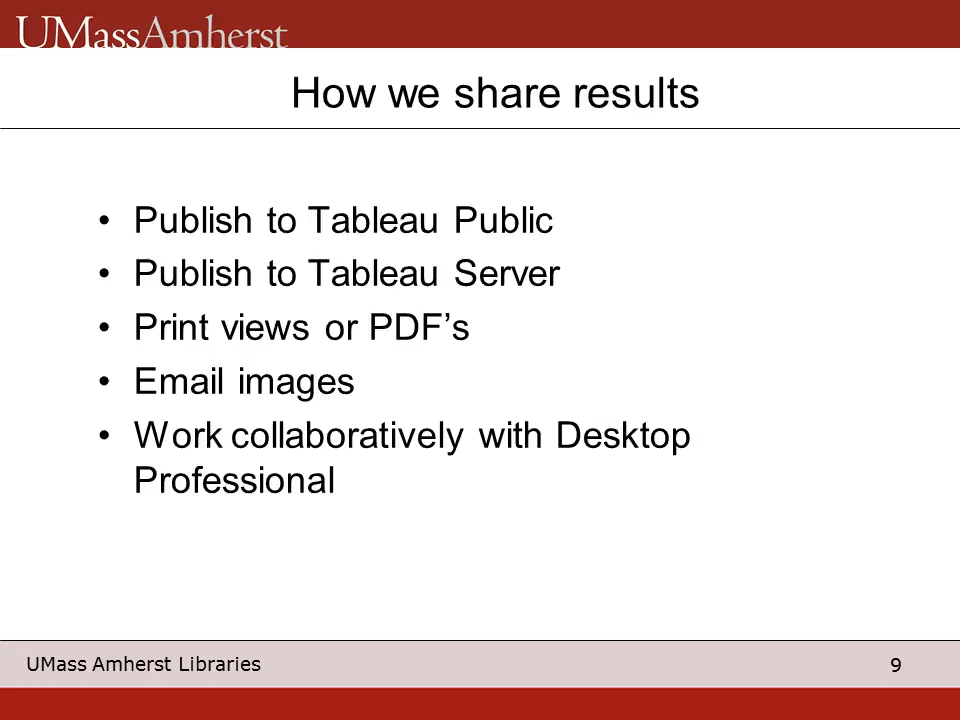 UMassAmherst
How we share results
• Publish to Tableau Public
• Publish to Tableau Server
• Print views or PDF’s
• Email images
• Work collaboratively with Desktop
Professional
UMass Amherst Libraries
9